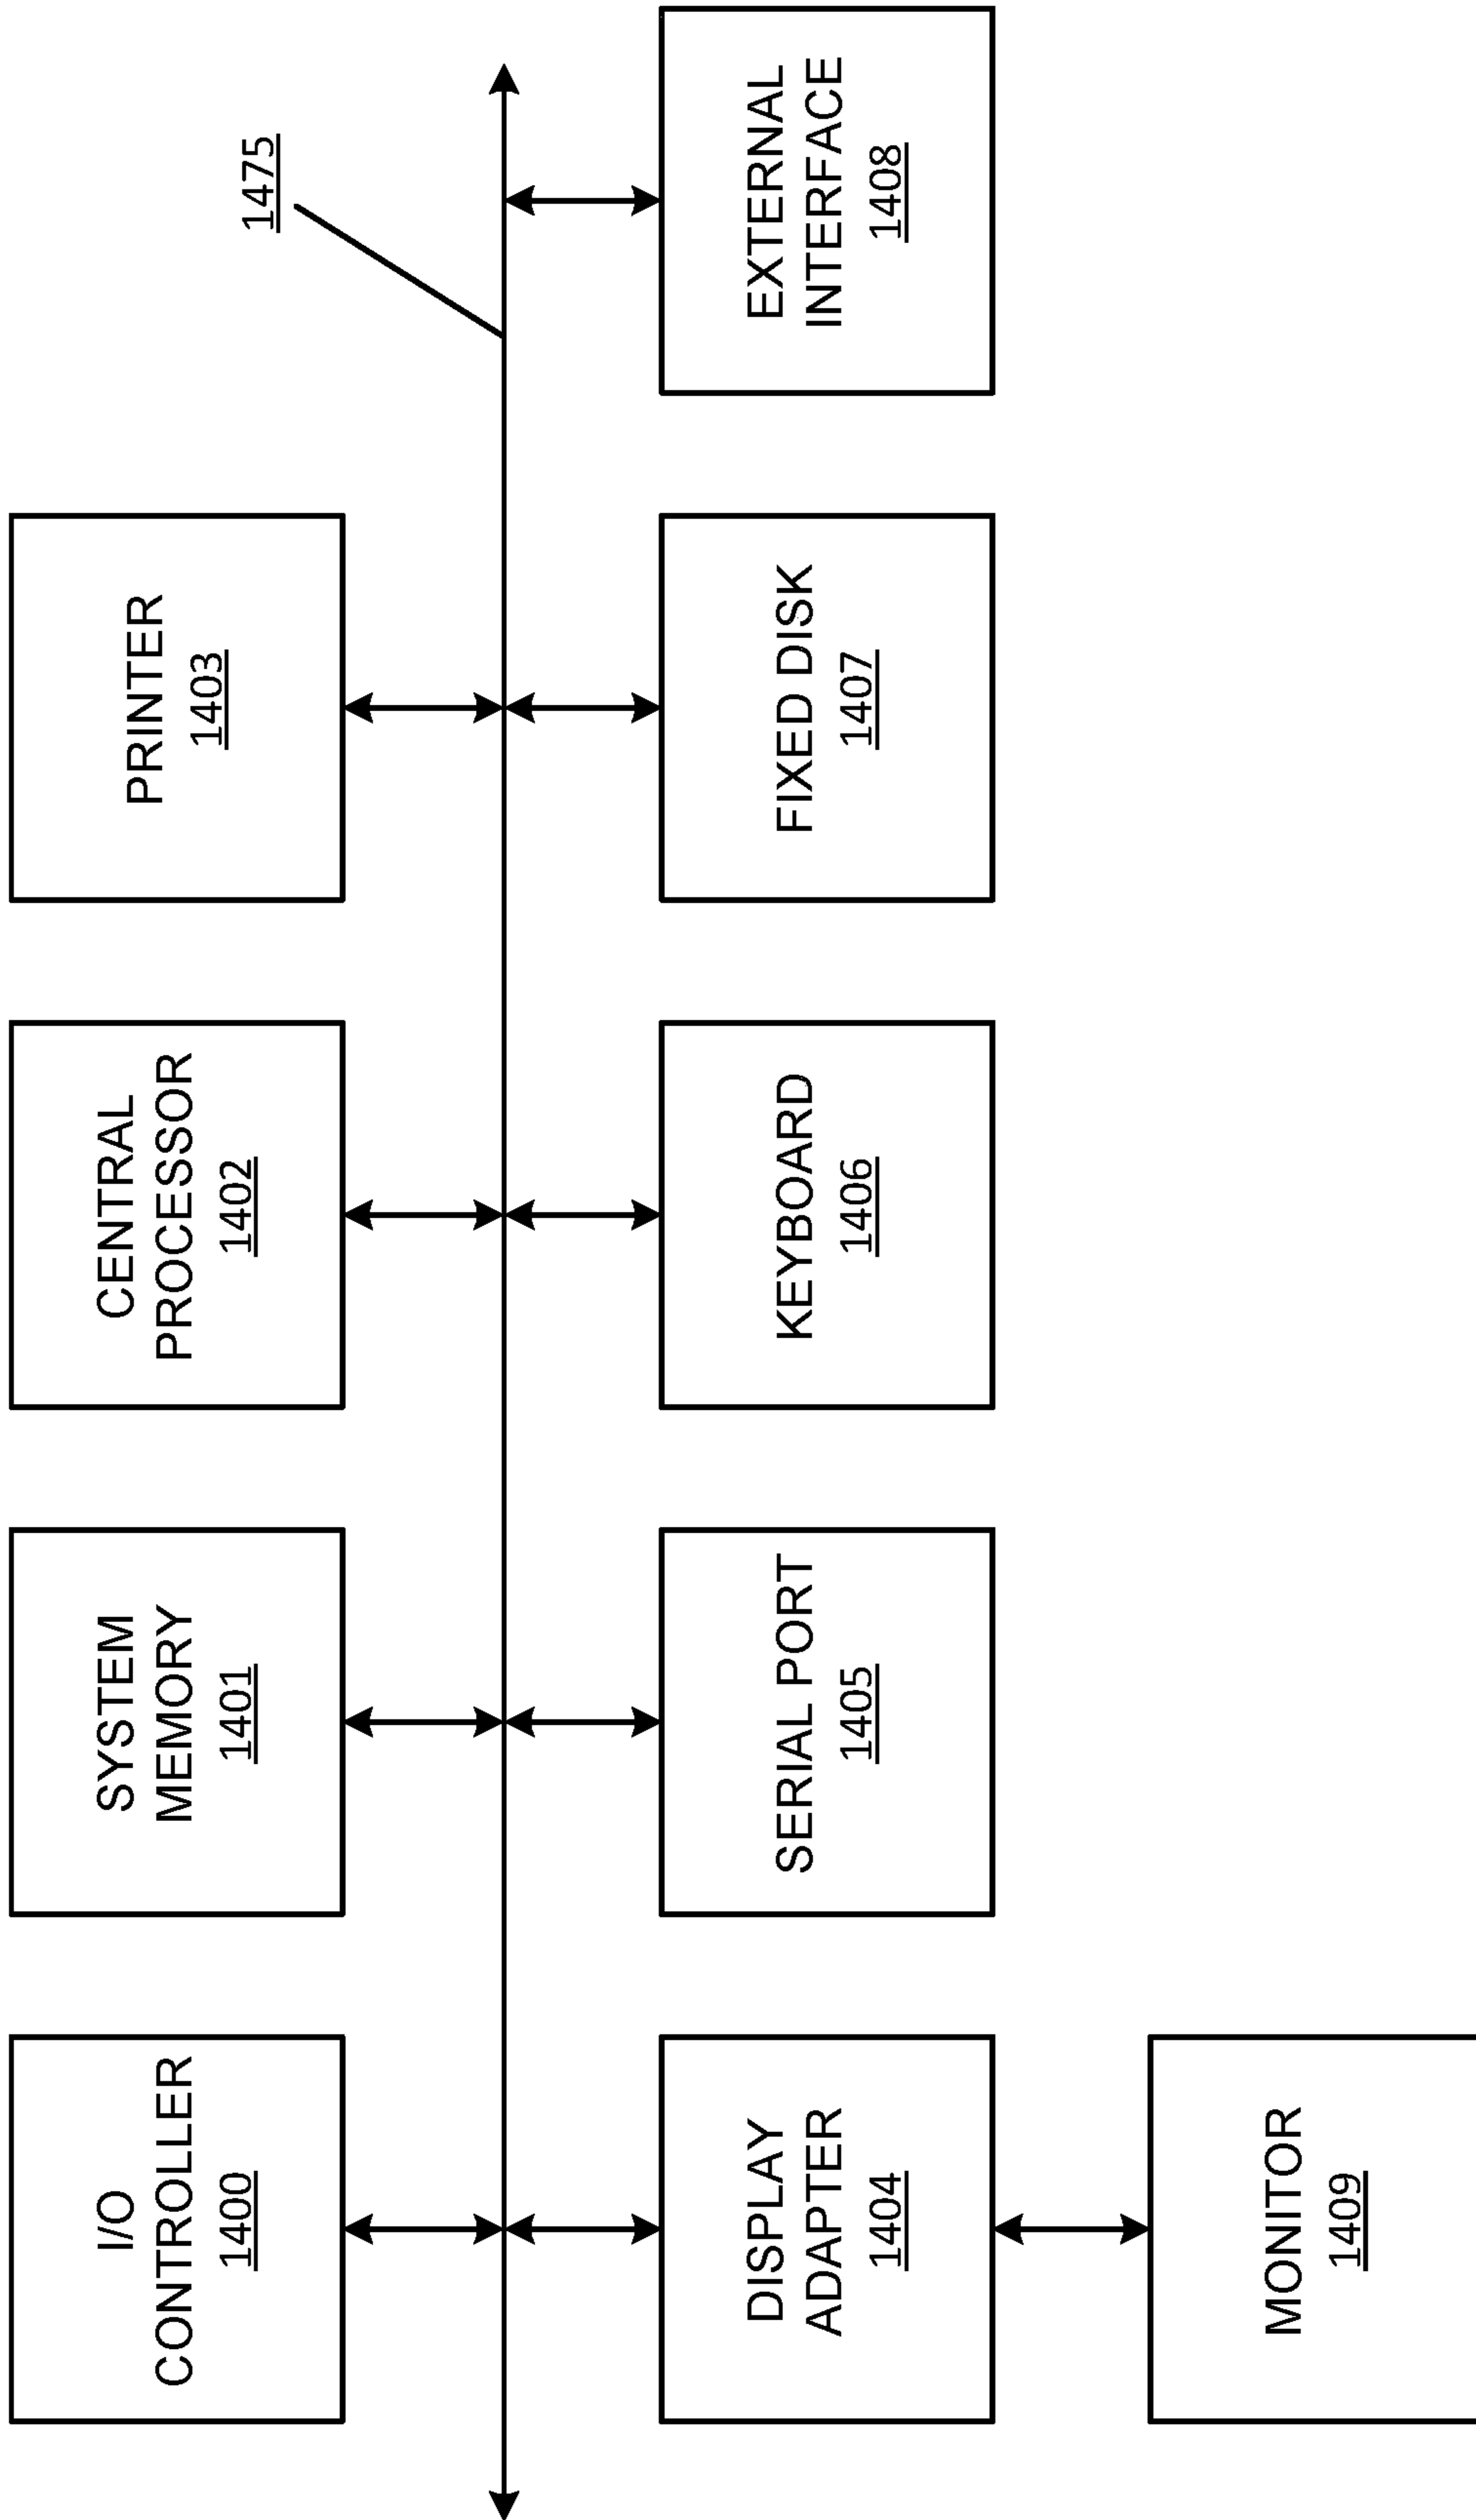 I/O
CONTROLLER
1400
SYSTEM
MEMORY
1401
CENTRAL
PROCESSOR
1402
PRINTER
1403
1475
DISPLAY
ADAPTER
1404
SERIAL PORT
1405
KEYBOARD
1406
FIXED DISK
1407
EXTERNAL
INTERFACE
1408
MONITOR
1409